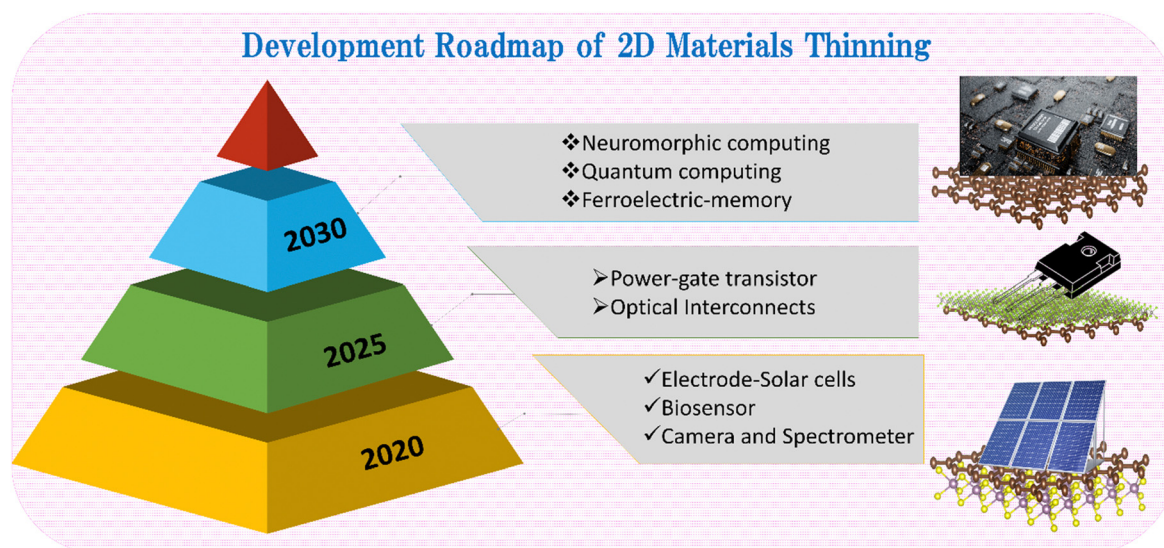 Development Roadmap of 2D Materials Thinning
❖Neuromorphic computing
❖Quantum computing
❖Ferroelectric-memory
2030
➢Power-gate transistor
➢Optical Interconnects
2025
✓Electrode-Solar cells
✓Biosensor
✓Camera and Spectrometer
2020